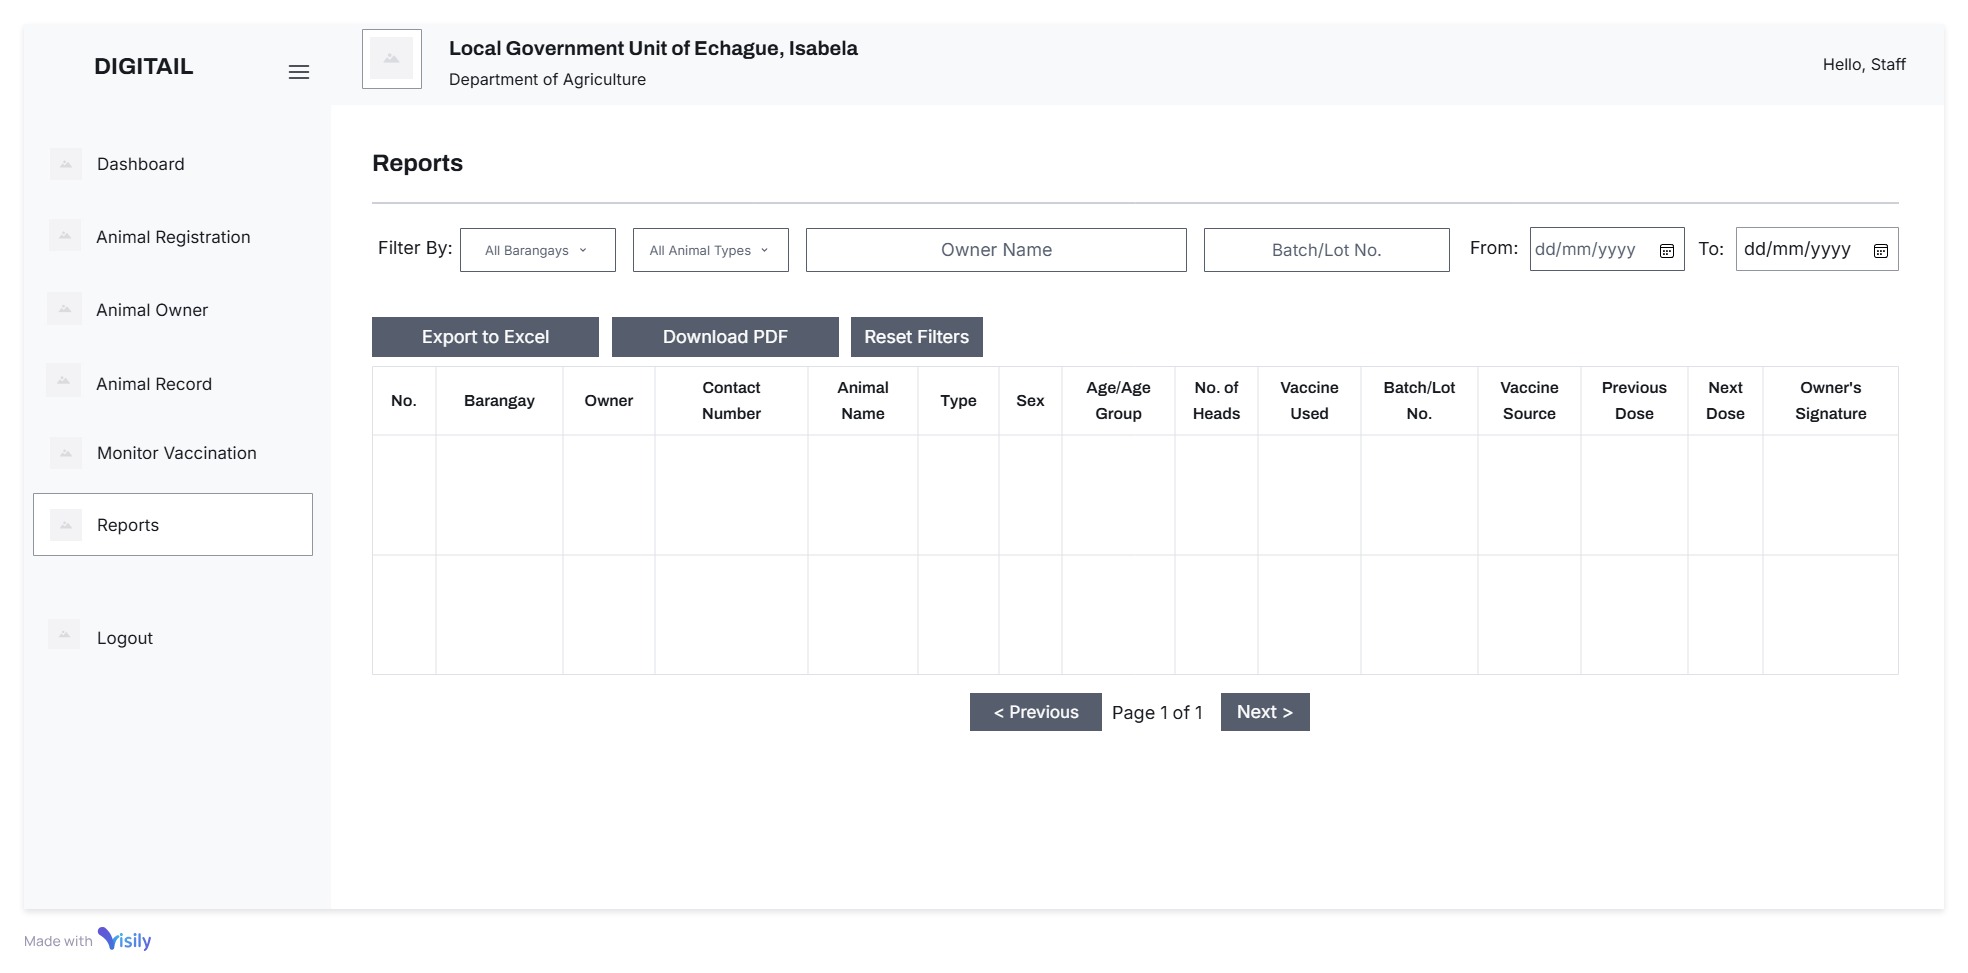 DIGITAIL
Local Government Unit of Echague, Isabela
Department of Agriculture
Hello, Staff
Dashboard
Animal Registration
Animal Owner
Animal Record
Monitor Vaccination
Reports
Logout
Reports
Filter By: All Barangays All Animal Types Owner Name Batch/Lot No. From: dd/mm/yyyy To: dd/mm/yyyy
Export to Excel Download PDF Reset Filters
No. Barangay Owner Contact Number Animal Name Type Sex Age/Age Group No. of Heads Vaccine Used Batch/Lot No. Vaccine Source Previous Dose Next Dose Owner's Signature
< Previous Page 1 of 1 Next >
Made with Visily